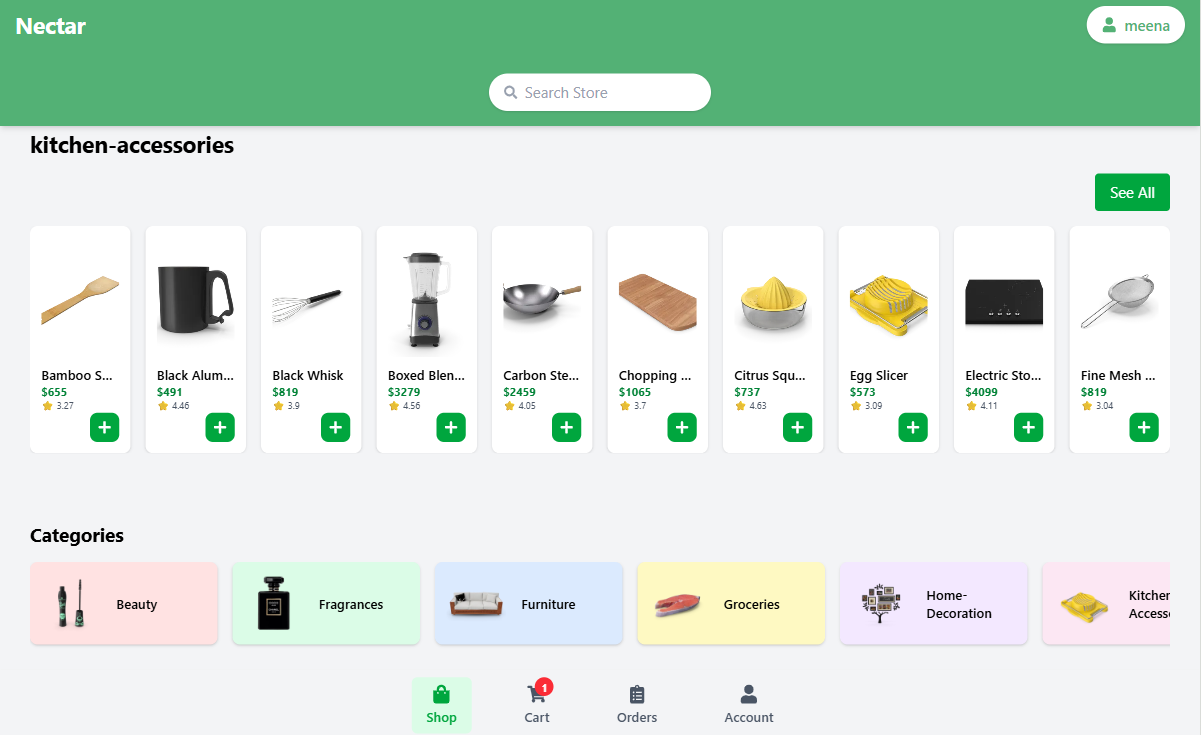 Nectar
meena
Search Store
kitchen-accessories
See All
Bamboo S...
$655
3.27
Black Alum...
$491
4.46
Black Whisk
$819
3.9
Boxed Blen...
$3279
4.56
Carbon Ste...
$2459
4.05
Chopping ...
$1065
3.7
Citrus Squ...
$737
4.63
Egg Slicer
$573
3.09
Electric Sto...
$4099
4.11
Fine Mesh ...
$819
3.04
Categories
Beauty
Fragrances
Furniture
Groceries
Home-
Decoration
Kitchen
Access
Shop
1
Cart
Orders
Account